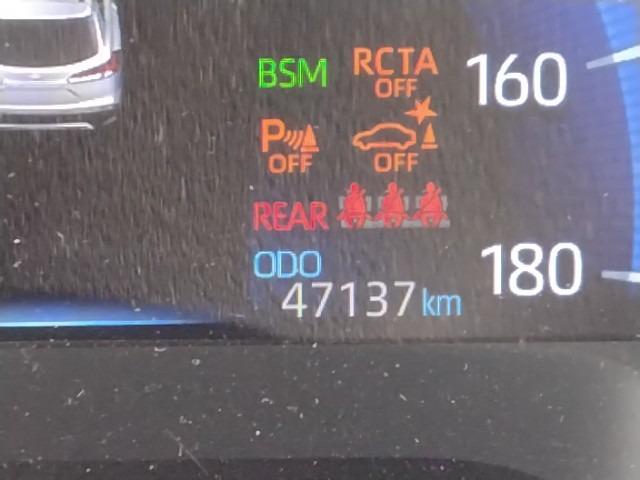 BSM RCTA 160
OFF
P OFF OFF
REAR
ODO 180
47137 km